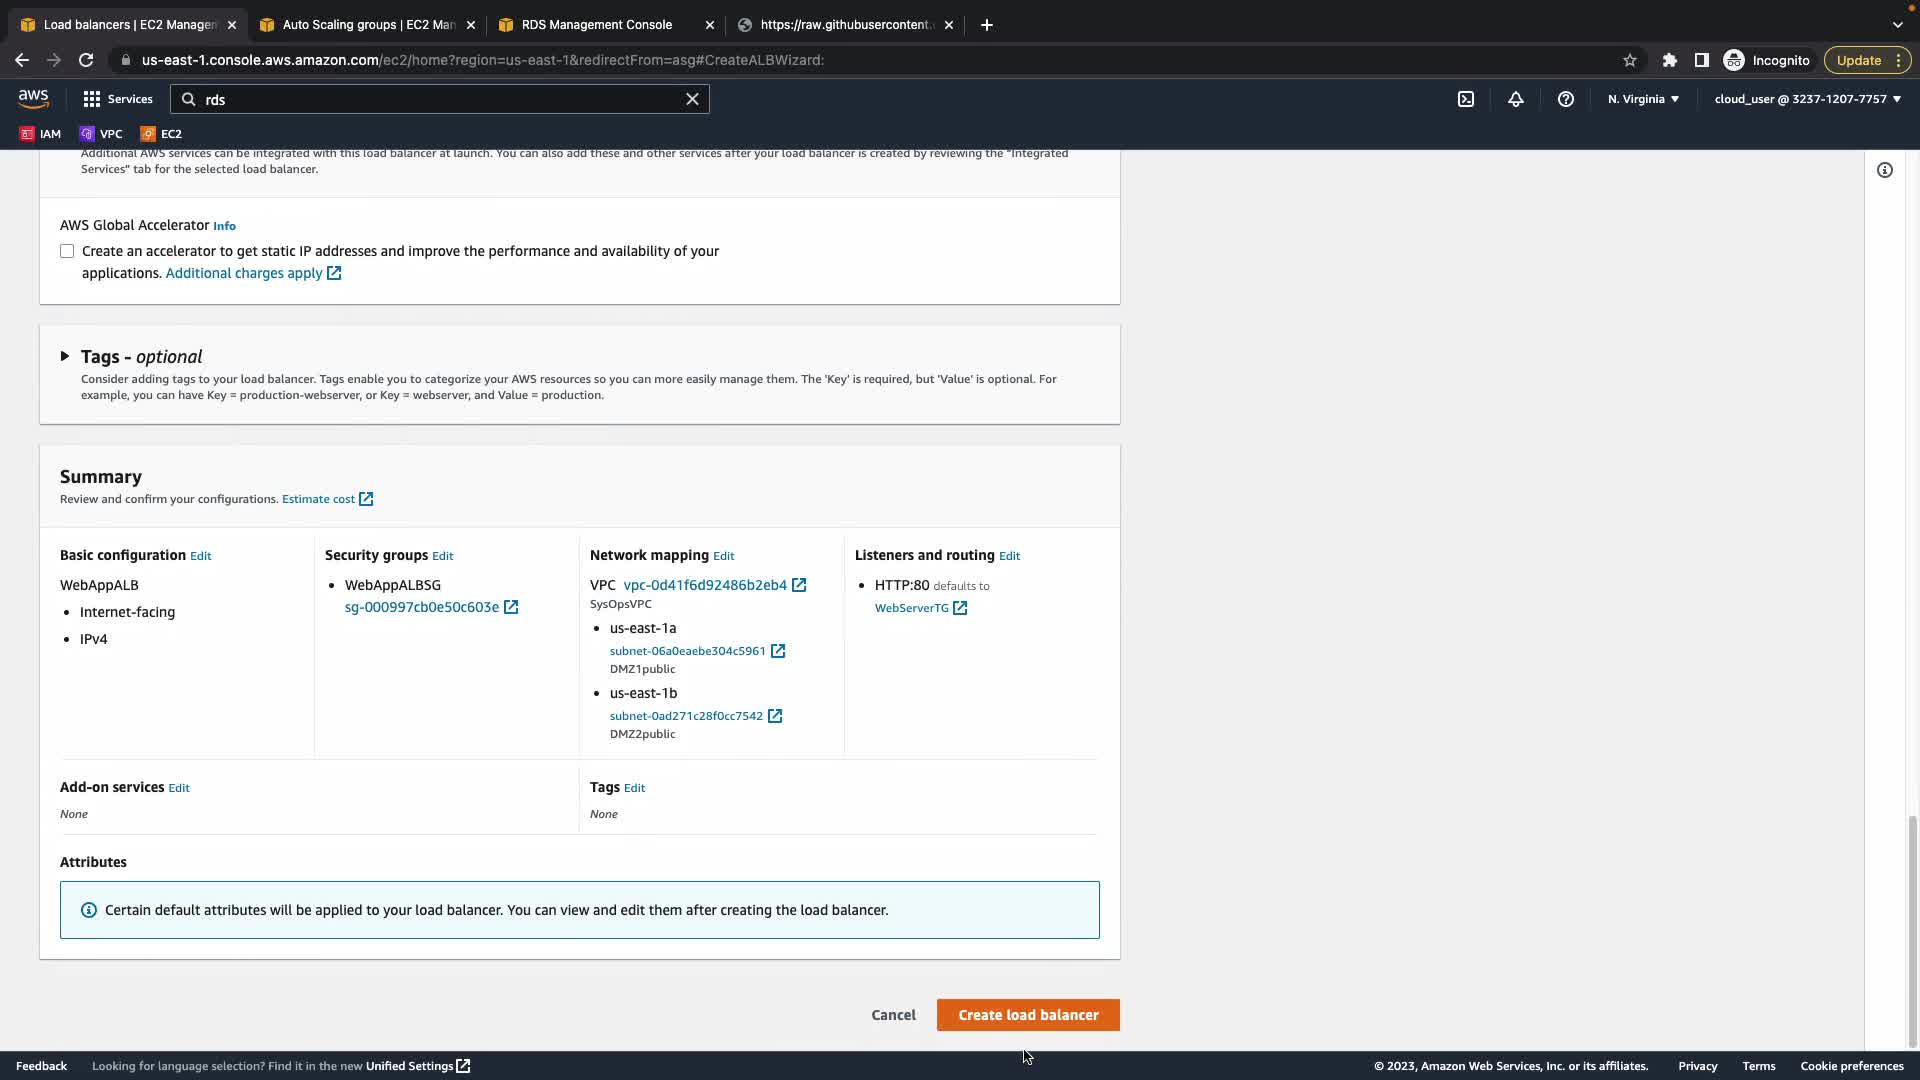 Load balancers | EC2 Managen
Auto Scaling groups | EC2 Man
RDS Management Console
https://raw.githubusercontent.
us-east-1.console.aws.amazon.com/ec2/home?region=us-east-1&redirectFrom=asg#CreateALBWizard:
Incognito
Update
aws
Services
rds
N. Virginia
cloud_user @ 3237-1207-7757
IAM
VPC
EC2
Additional AWS services can be integrated with this load balancer at launch. You can also add these and other services after your load balancer is created by reviewing the "Integrated
Services" tab for the selected load balancer.
AWS Global Accelerator Info
Create an accelerator to get static IP addresses and improve the performance and availability of your
applications. Additional charges apply
Tags - optional
Consider adding tags to your load balancer. Tags enable you to categorize your AWS resources so you can more easily manage them. The 'Key' is required, but 'Value' is optional. For
example, you can have Key = production-webserver, or Key = webserver, and Value = production.
Summary
Review and confirm your configurations. Estimate cost
Basic configuration Edit
WebAppALB
Internet-facing
IPv4
Security groups Edit
WebAppALBSG
sg-000997cb0e50c603e
Network mapping Edit
VPC vpc-0d41f6d92486b2eb4
SysOpsVPC
us-east-1a
subnet-06a0eaebe304c5961
DMZ1public
us-east-1b
subnet-0ad271c28f0cc7542
DMZ2public
Listeners and routing Edit
HTTP:80 defaults to
WebServerTG
Add-on services Edit
None
Tags Edit
None
Attributes
Certain default attributes will be applied to your load balancer. You can view and edit them after creating the load balancer.
Cancel
Create load balancer
Feedback
Looking for language selection? Find it in the new Unified Settings
© 2023, Amazon Web Services, Inc. or its affiliates.
Privacy
Terms
Cookie preferences